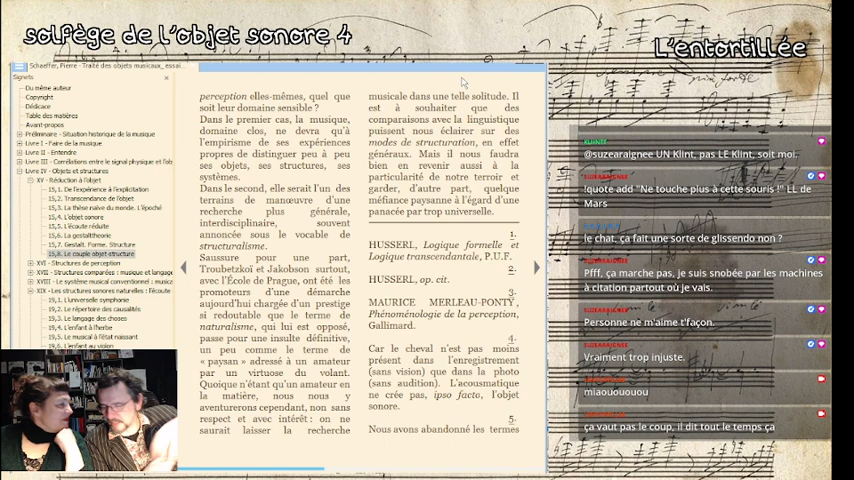 solfège de l'objet sonore 4
L'entortillée
Schaeffer, Pierre - Traité des objets musicaux_essai...
Signets
Du même auteur
Copyright
Dédicace
Table des matières
Avant-propos
Préliminaire - Situation historique de la musique
Livre I - Faire de la musique
Livre II - Entendre
Livre III - Corrélations entre le signal physique et l'ob
Livre IV - Objets et structures
XV - Réduction à l'objet
15,1. De l'expérience à l'explicitation
15,2. Transcendance de l'objet
15,3. La thèse naïve du monde. L'époché
15,4. L'objet sonore
15,5. L'écoute réduite
15,6. La gestalttheorie
15,7. Gestalt. Forme. Structure
15,8. Le couple objet-structure
XVI - Structures de perception
XVII - Structures comparées : musique et langage
XVIII - Le système musical conventionnel : musica
XIX - Les structures sonores naturelles : l'écoute
19,1. L'universelle symphonie
19,2. Le répertoire des causalités
19,3. Le langage des choses
19,4. L'enfant à l'herbe
19,5. Le musical à l'état naissant
19,6. L'enfant au violon
perception elles-mêmes, quel que
soit leur domaine sensible ?
Dans le premier cas, la musique,
domaine clos, ne devra qu'à
l'empirisme de ses expériences
propres de distinguer peu à peu
ses objets, ses structures, ses
systèmes.
Dans le second, elle serait l'un des
terrains de manœuvre d'une
recherche plus générale,
interdisciplinaire, souvent
annoncée sous le vocable de
structuralisme.
Saussure pour une part,
Troubetzkoï et Jakobson surtout,
avec l'École de Prague, ont été les
promoteurs d'une démarche
aujourd'hui chargée d'un prestige
si redoutable que le terme de
naturalisme, qui lui est opposé,
passe pour une insulte définitive,
un peu comme le terme de
« paysan » adressé à un amateur
par un virtuose du volant.
Quoique n'étant qu'un amateur en
la matière, nous nous y
aventurerons cependant, non sans
respect et avec intérêt : on ne
saurait laisser la recherche
musicale dans une telle solitude. Il
est à souhaiter que des
comparaisons avec la linguistique
puissent nous éclairer sur des
modes de structuration, en effet
généraux. Mais il nous faudra
bien en revenir aussi à la
particularité de notre terroir et
garder, d'autre part, quelque
méfiance paysanne à l'égard d'une
panacée par trop universelle.
1.
HUSSERL, Logique formelle et
Logique transcendantale, P.U.F.
2.
HUSSERL, op. cit.
3.
MAURICE MERLEAU-PONTY,
Phénoménologie de la perception,
Gallimard.
4.
Car le cheval n'est pas moins
présent dans l'enregistrement
(sans vision) que dans la photo
(sans audition). L'acousmatique
ne crée pas, ipso facto, l'objet
sonore.
5.
Nous avons abandonné les termes
@suzearaignee UN Klint, pas LE Klint, soit moi.
!quote add "Ne touche plus à cette souris !" LL de
Mars
le chat, ça fait une sorte de glissendo non ?
Pfff, ça marche pas, je suis snobée par les machines
à citation partout où je vais.
Personne ne m'aime t'façon.
Vraiment trop injuste.
miaououououou
ça vaut pas le coup, il dit tout le temps ça